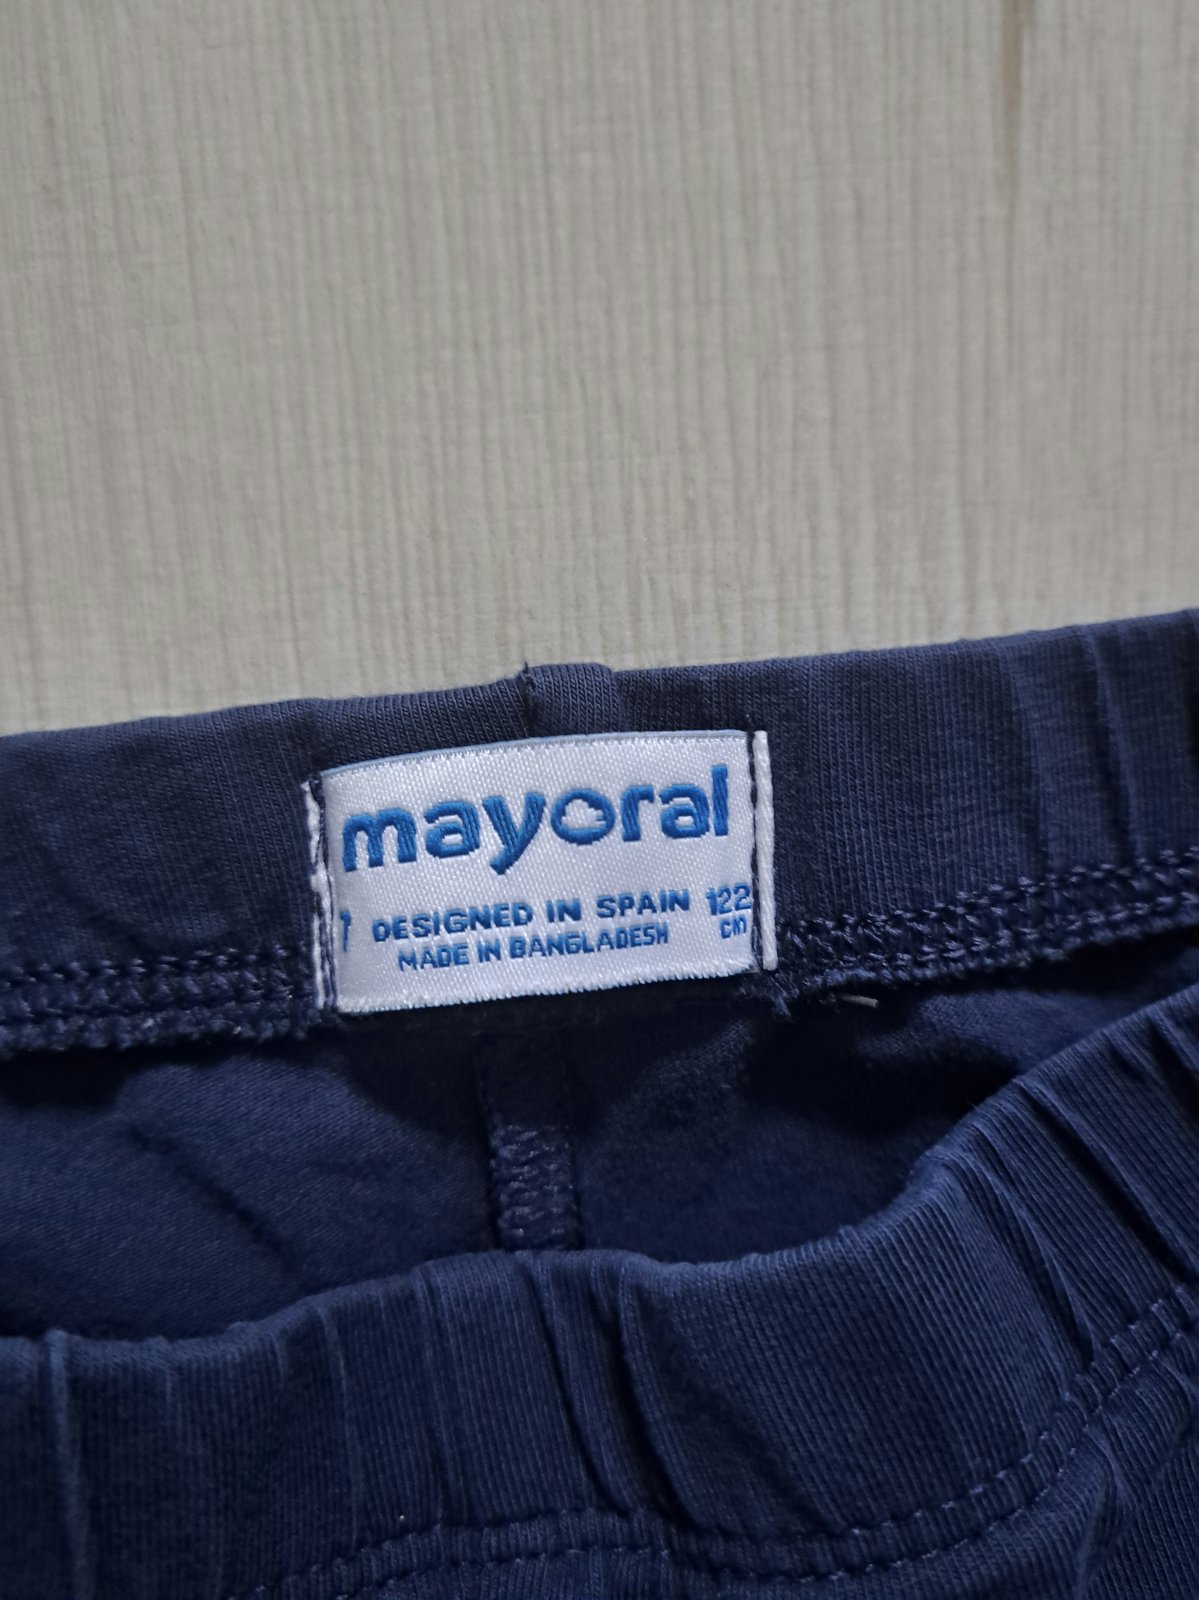 mayoral
7 DESIGNED IN SPAIN 122
MADE IN BANGLADESH cm